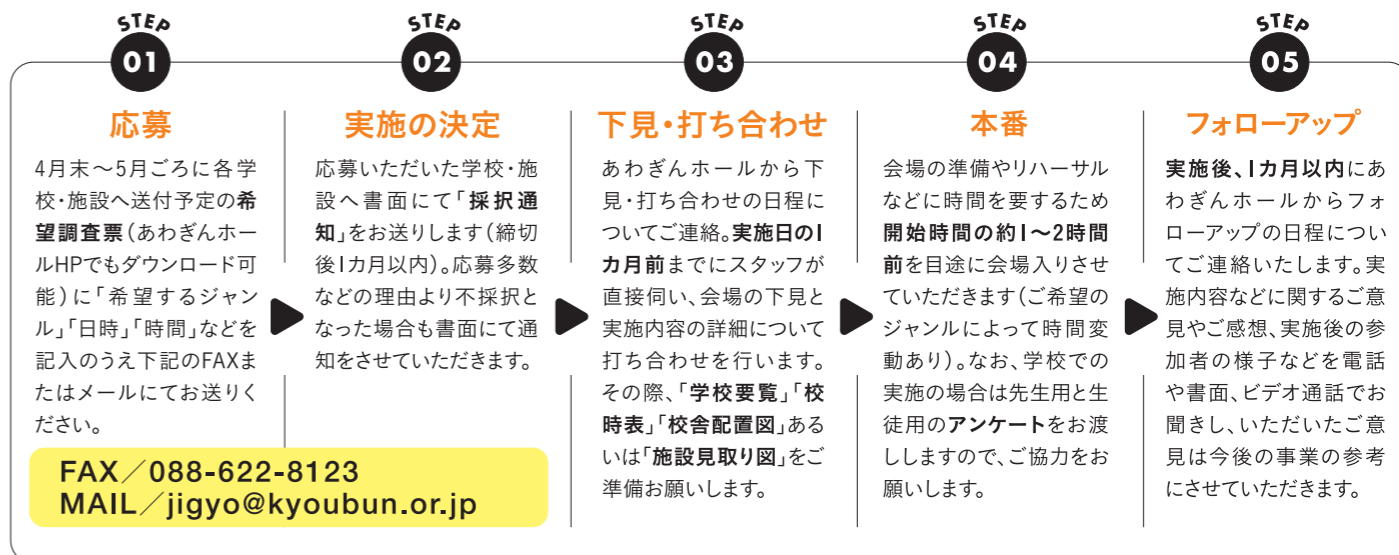 STEP
01
応募
4月末〜5月ごろに各学
校・施設へ送付予定の希
望調査票(あわぎんホー
ルHPでもダウンロード可
能)に「希望するジャン
ル」「日時」「時間」などを
記入のうえ下記のFAXま
たはメールにてお送りく
ださい。
FAX/088-622-8123
MAIL/jigyo@kyoubun.or.jp
STEP
02
実施の決定
応募いただいた学校・施
設へ書面にて「採択通
知」をお送りします(締切
後1カ月以内)。応募多数
などの理由より不採択と
なった場合も書面にて通
知をさせていただきます。
STEP
03
下見・打ち合わせ
あわぎんホールから下
見・打ち合わせの日程に
ついてご連絡。実施日の1
カ月前までにスタッフが
直接伺い、会場の下見と
実施内容の詳細について
打ち合わせを行います。
その際、「学校要覧」「校
時表」「校舎配置図」ある
いは「施設見取り図」をご
準備お願いします。
STEP
04
本番
会場の準備やリハーサル
などに時間を要するため
開始時間の約1〜2時間
前を目途に会場入りさせ
ていただきます(ご希望の
ジャンルによって時間変
動あり)。なお、学校での
実施の場合は先生用と生
徒用のアンケートをお渡
ししますので、ご協力をお
願いします。
STEP
05
フォローアップ
実施後、1カ月以内にあ
わぎんホールからフォ
ローアップの日程につい
てご連絡いたします。実
施内容などに関するご意
見やご感想、実施後の参
加者の様子などを電話
や書面、ビデオ通話でお
聞きし、いただいたご意
見は今後の事業の参考
にさせていただきます。